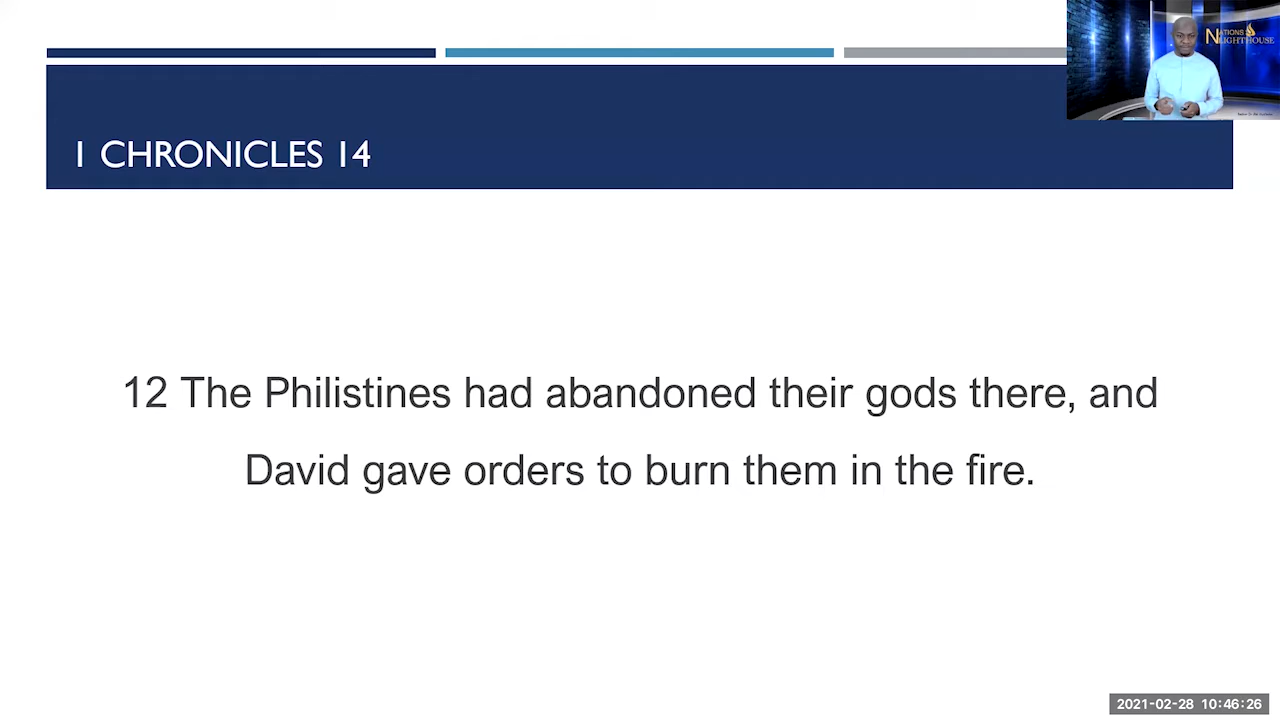 NATIONS
LIGHTHOUSE
1 CHRONICLES 14
12 The Philistines had abandoned their gods there, and
David gave orders to burn them in the fire.
2021-02-28 10:46:26